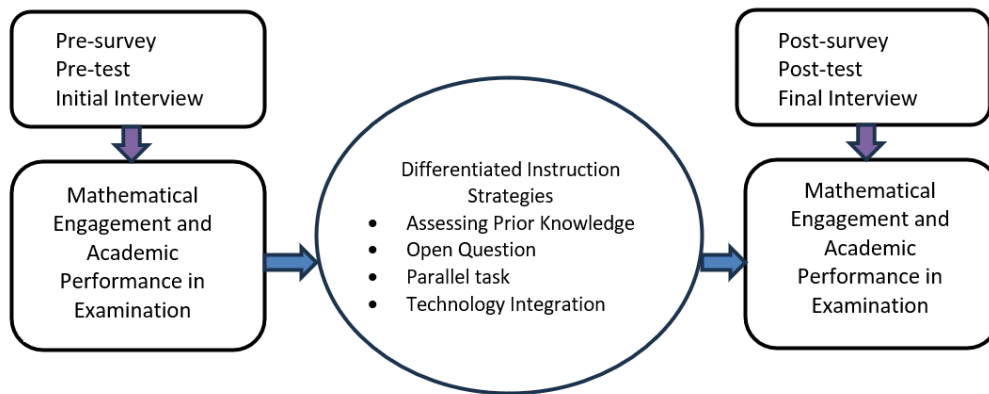 Pre-survey
Pre-test
Initial Interview
Mathematical
Engagement and
Academic
Performance in
Examination
Differentiated Instruction
Strategies
• Assessing Prior Knowledge
• Open Question
• Parallel task
• Technology Integration
Post-survey
Post-test
Final Interview
Mathematical
Engagement and
Academic
Performance in
Examination